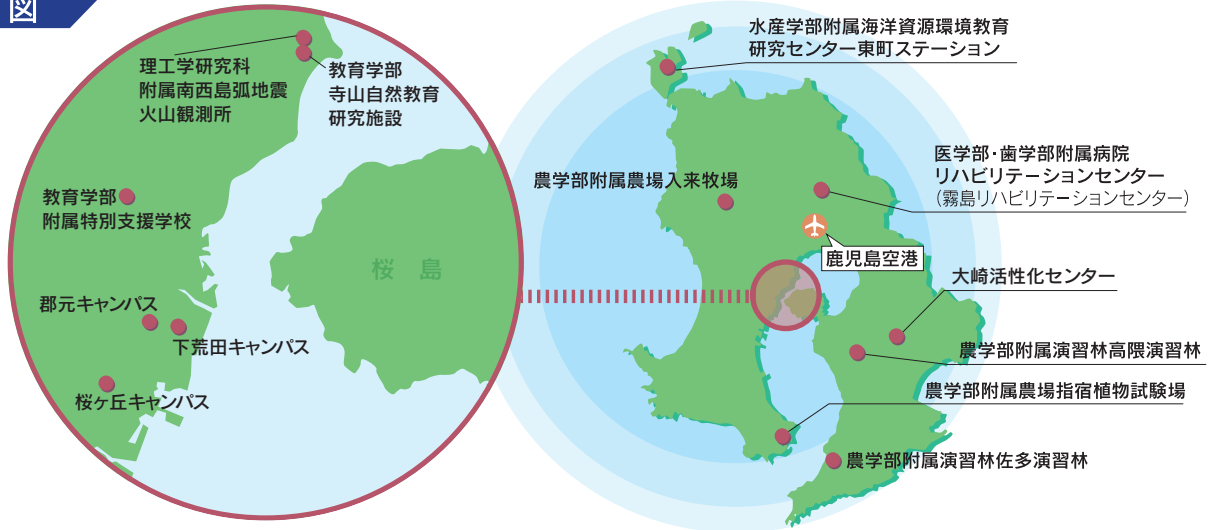 図
理工学研究科
附属南西島弧地震
火山観測所
教育学部
寺山自然教育
研究施設
教育学部
附属特別支援学校
桜 島
郡元キャンパス
下荒田キャンパス
桜ヶ丘キャンパス
水産学部附属海洋資源環境教育
研究センター東町ステーション
農学部附属農場入来牧場
医学部・歯学部附属病院
リハビリテーションセンター
(霧島リハビリテーションセンター)
鹿児島空港
大崎活性化センター
農学部附属演習林高隈演習林
農学部附属農場指宿植物試験場
農学部附属演習林佐多演習林